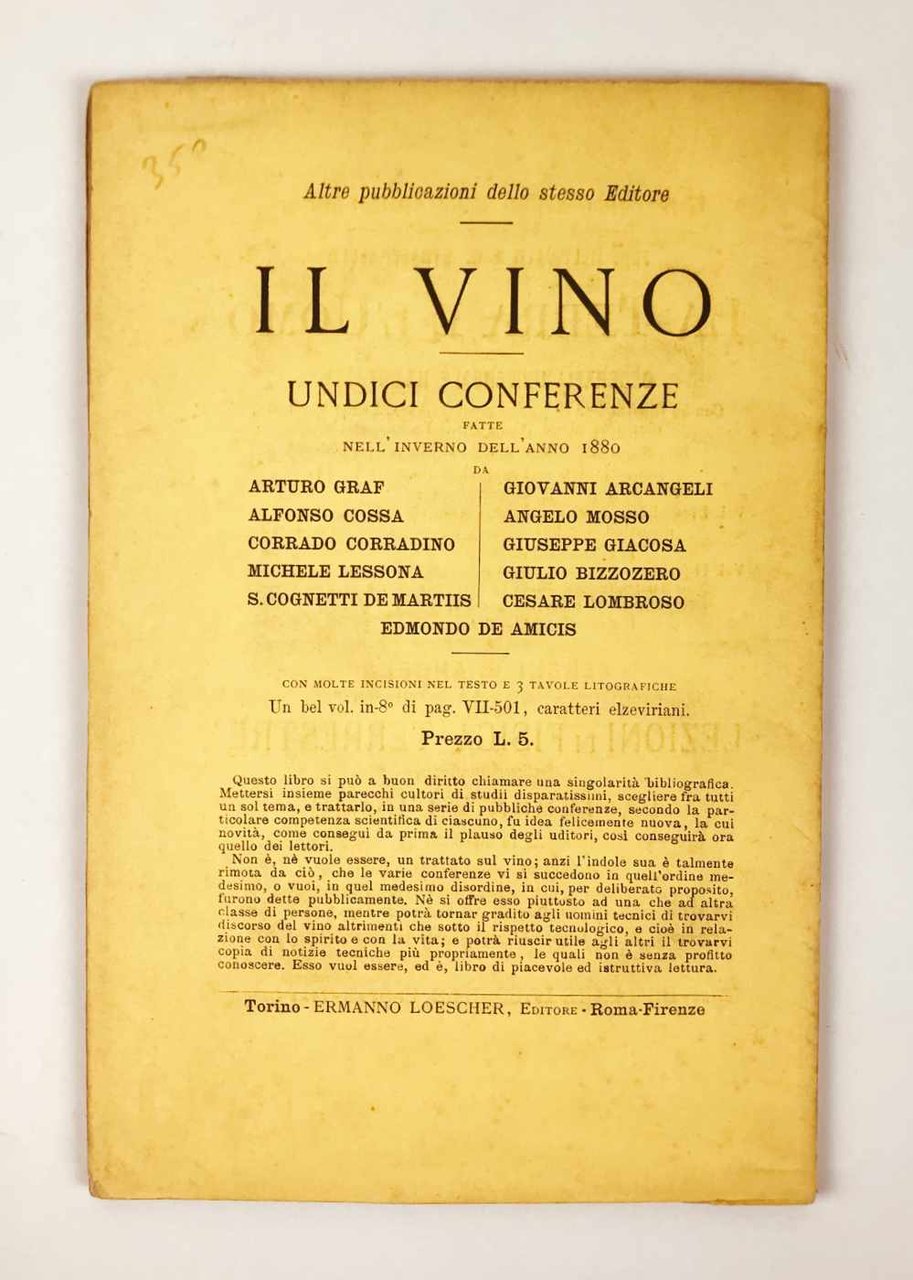 35⁰
Altre pubblicazioni dello stesso Editore
IL VINO
UNDICI CONFERENZE
FATTE
NELL'INVERNO DELL'ANNO 1880
DA
ARTURO GRAF
ALFONSO COSSA
CORRADO CORRADINO
MICHELE LESSONA
S. COGNETTI DE MARTIIS
GIOVANNI ARCANGELI
ANGELO MOSSO
GIUSEPPE GIACOSA
GIULIO BIZZOZERO
CESARE LOMBROSO
EDMONDO DE AMICIS
CON MOLTE INCISIONI NEL TESTO E 3 TAVOLE LITOGRAFICHE
Un bel vol. in-8º di pag. VII-501, caratteri elzeviriani.
Prezzo L. 5.
Questo libro si può a buon diritto chiamare una singolarità bibliografica.
Mettersi insieme parecchi cultori di studii disparatissimi, scegliere fra tutti
un sol tema, e trattarlo, in una serie di pubbliche conferenze, secondo la par-
ticolare competenza scientifica di ciascuno, fu idea felicemente nuova, la cui
novità, come conseguì da prima il plauso degli uditori, così conseguirà ora
quello dei lettori.
Non è, nè vuole essere, un trattato sul vino; anzi l'indole sua è talmente
rimota da ciò, che le varie conferenze vi si succedono in quell'ordine me-
desimo, o vuoi, in quel medesimo disordine, in cui, per deliberato proposito,
furono dette pubblicamente. Nè si offre esso piuttosto ad una che ad altra
classe di persone, mentre potrà tornar gradito agli uomini tecnici di trovarvi
discorso del vino altrimenti che sotto il rispetto tecnologico, e cioè in rela-
zione con lo spirito e con la vita; e potrà riuscir utile agli altri il trovarvi
copia di notizie tecniche più propriamente, le quali non è senza profitto
conoscere. Esso vuol essere, ed è, libro di piacevole ed istruttiva lettura.
Torino - ERMANNO LOESCHER, EDITORE - Roma-Firenze